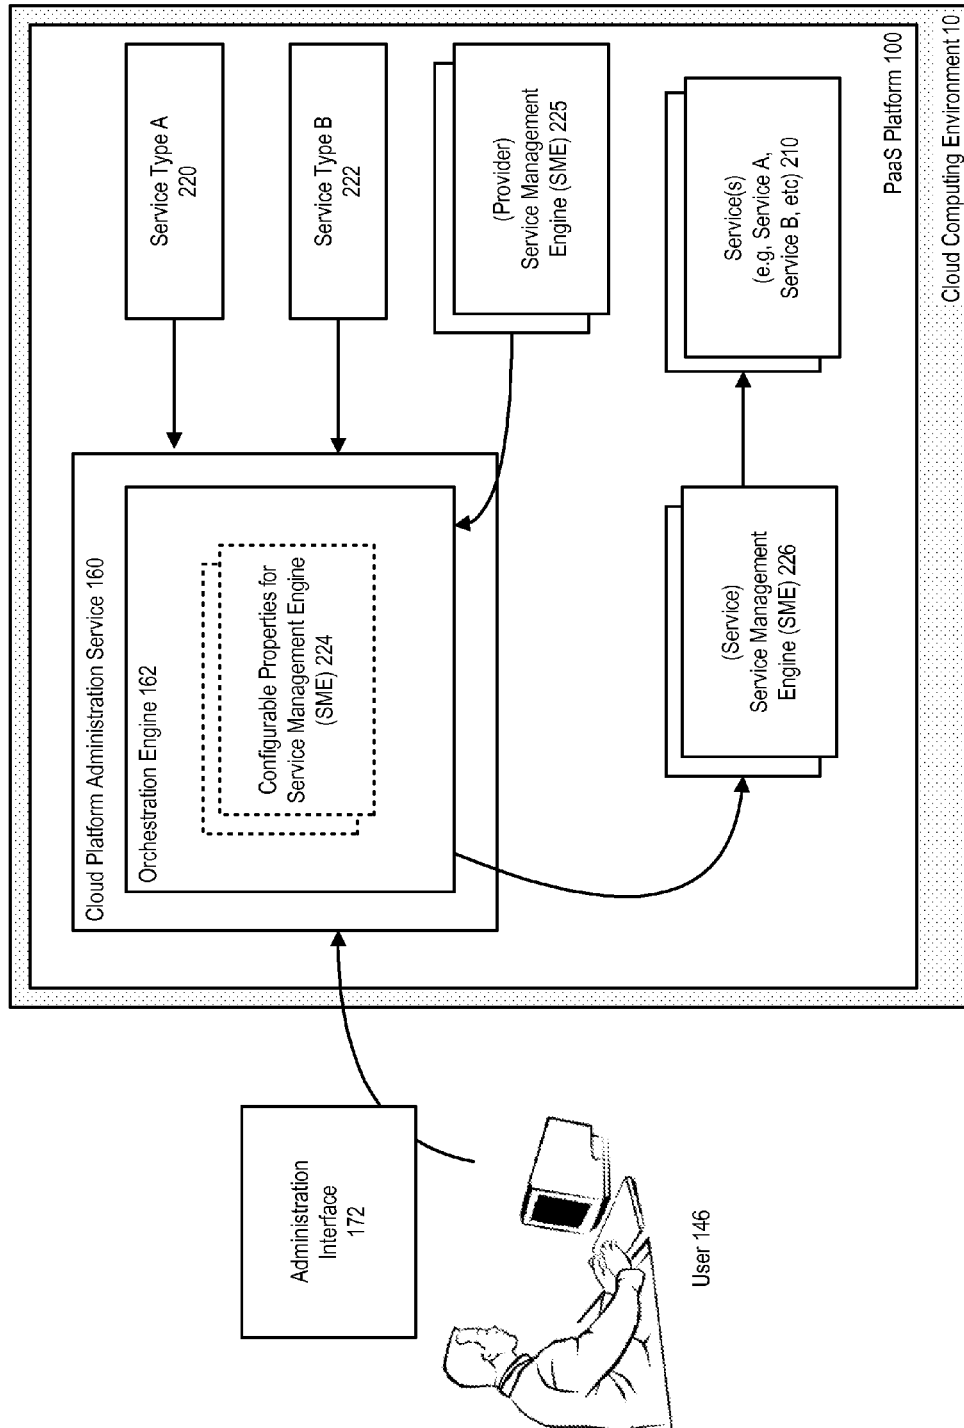 Cloud Computing Environment 10
PaaS Platform 100
Cloud Platform Administration Service 160
Orchestration Engine 162
Configurable Properties for
Service Management Engine
(SME) 224
Service Type A
220
Service Type B
222
(Provider)
Service Management
Engine (SME) 225
(Service)
Service Management
Engine (SME) 226
Service(s)
(e.g, Service A,
Service B, etc) 210
Administration
Interface
172
User 146